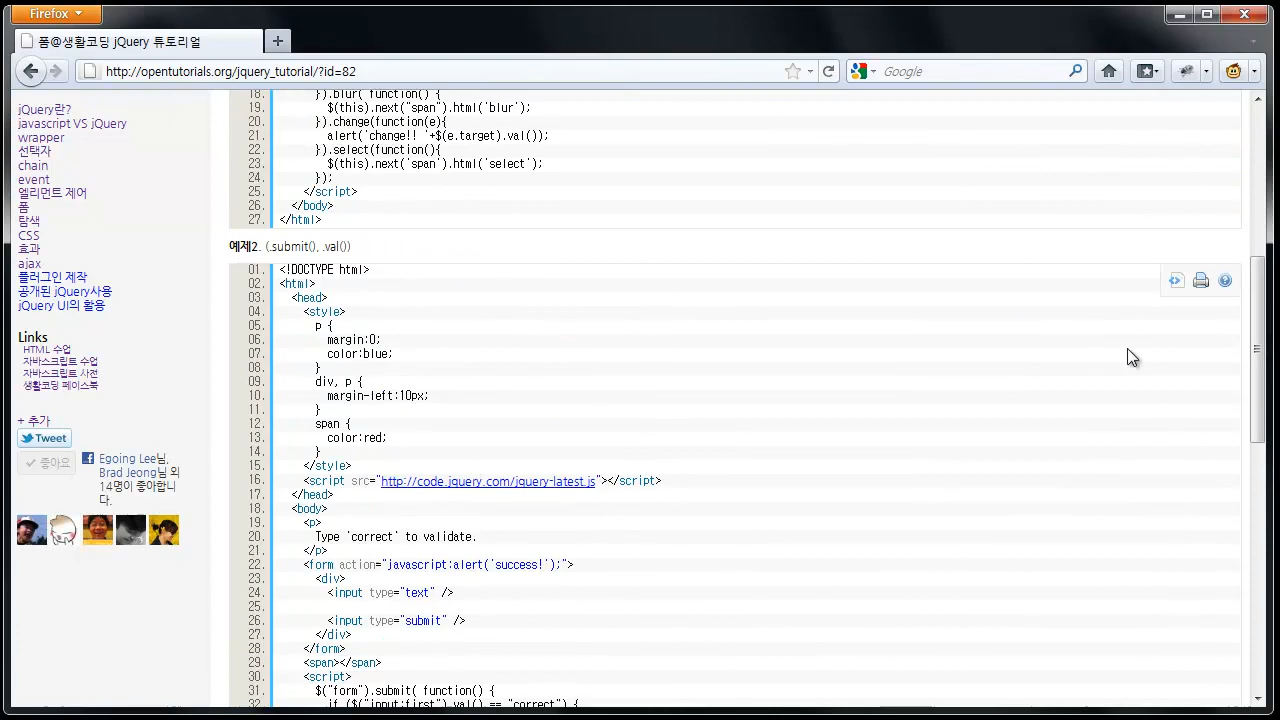 Firefox
폼@생활코딩 jQuery 튜토리얼
http://opentutorials.org/jquery_tutorial/?id=82
Google
jQuery란?
javascript VS jQuery
wrapper
선택자
chain
event
엘리먼트 제어
폼
탐색
CSS
효과
ajax
플러그인 제작
공개된 jQuery사용
jQuery UI의 활용
Links
HTML 수업
자바스크립트 수업
자바스크립트 사전
생활코딩 페이스북
+ 추가
Tweet
좋아요
Egoing Lee님,
Brad Jeong님 외
14명이 좋아합니
다.
18. }).blur( function() {
19. $(this).next("span").html('blur');
20. }).change(function(e){
21. alert('change!! '+$(e.target).val());
22. }).select(function(){
23. $(this).next('span').html('select');
24. });
25. </script>
26. </body>
27. </html>
예제2. (.submit(), .val())
01. <!DOCTYPE html>
02. <html>
03. <head>
04. <style>
05. p {
06. margin:0;
07. color:blue;
08. }
09. div, p {
10. margin-left:10px;
11. }
12. span {
13. color:red;
14. }
15. </style>
16. <script src="http://code.jquery.com/jquery-latest.js"></script>
17. </head>
18. <body>
19. <p>
20. Type 'correct' to validate.
21. </p>
22. <form action="javascript:alert('success!');">
23. <div>
24. <input type="text" />
25.
26. <input type="submit" />
27. </div>
28. </form>
29. <span></span>
30. <script>
31. $("form").submit( function() {
32. if ($("input:first").val() == "correct") {